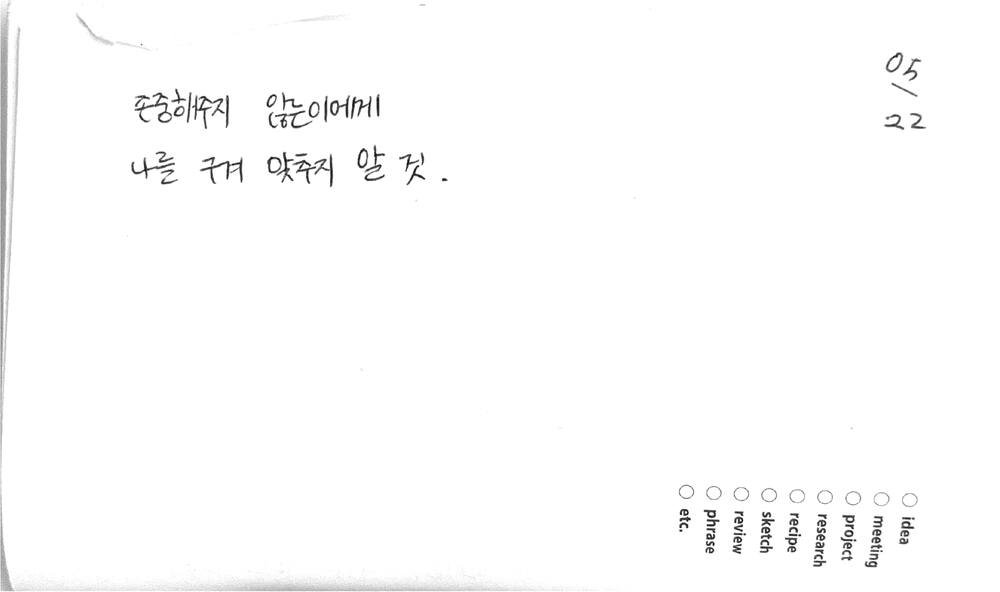 존중해주지 않는이에게
나를 구겨 맞추지 말 것.
05
22
idea
meeting
project
research
recipe
sketch
review
phrase
etc.